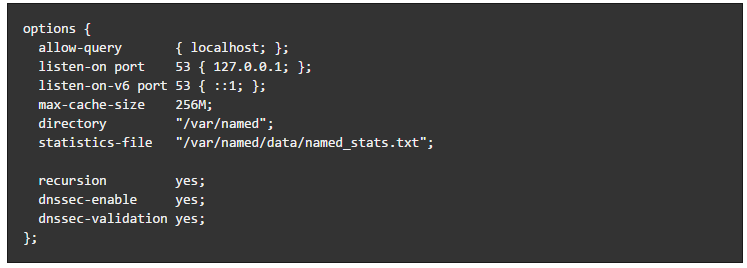 options {
  allow-query       { localhost; };
  listen-on port    53 { 127.0.0.1; };
  listen-on-v6 port 53 { ::1; };
  max-cache-size    256M;
  directory         "/var/named";
  statistics-file   "/var/named/data/named_stats.txt";

  recursion         yes;
  dnssec-enable     yes;
  dnssec-validation yes;
};